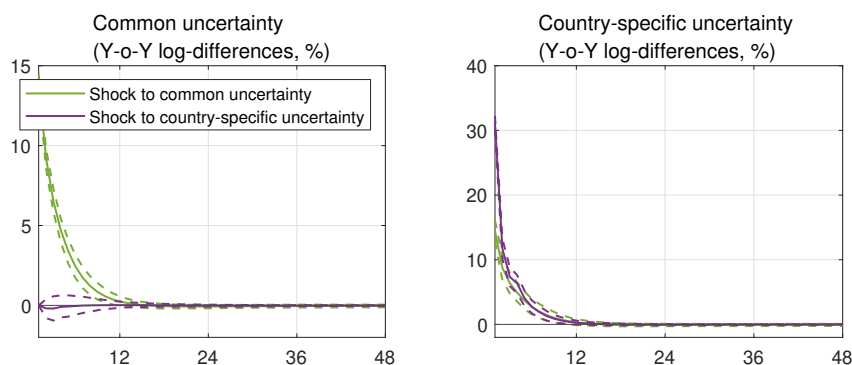 Common uncertainty
(Y-o-Y log-differences, %)
15
10
5
0
12
24
36
48
Shock to common uncertainty
Shock to country-specific uncertainty
Country-specific uncertainty
(Y-o-Y log-differences, %)
40
30
20
10
0
12
24
36
48